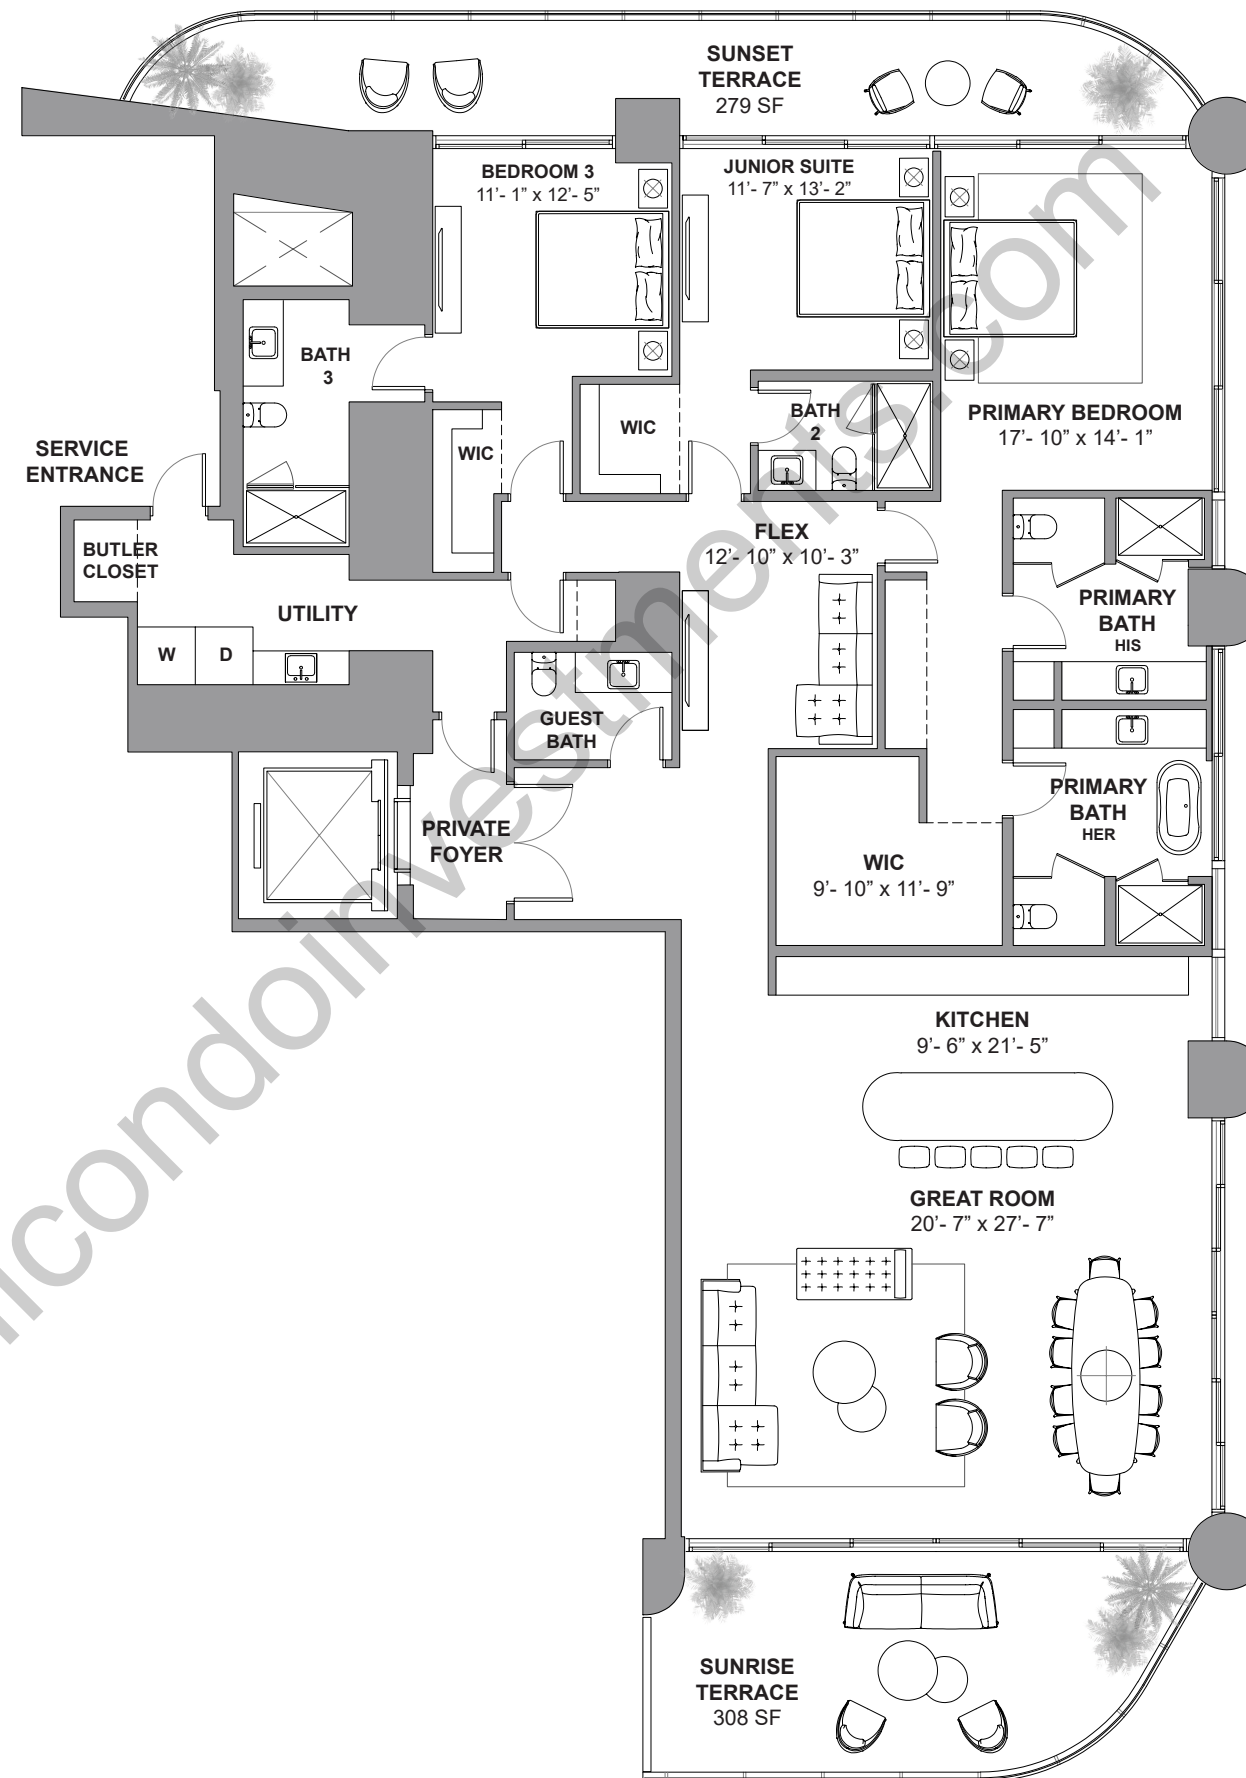 SUNSET
TERRACE
279 SF
BEDROOM 3
11’- 1” x 12’- 5”
JUNIOR SUITE
11’- 7” x 13’- 2”
BATH
3
WIC
WIC
BATH
2
PRIMARY BEDROOM
17’- 10” x 14’- 1”
SERVICE
ENTRANCE
BUTLER
CLOSET
UTILITY
W
D
FLEX
12’- 10” x 10’- 3”
PRIMARY
BATH
HIS
GUEST
BATH
PRIVATE
FOYER
PRIMARY
BATH
HER
WIC
9’- 10” x 11’- 9”
KITCHEN
9’- 6” x 21’- 5”
GREAT ROOM
20’- 7” x 27’- 7”
SUNRISE
TERRACE
308 SF
condoinvestments.com